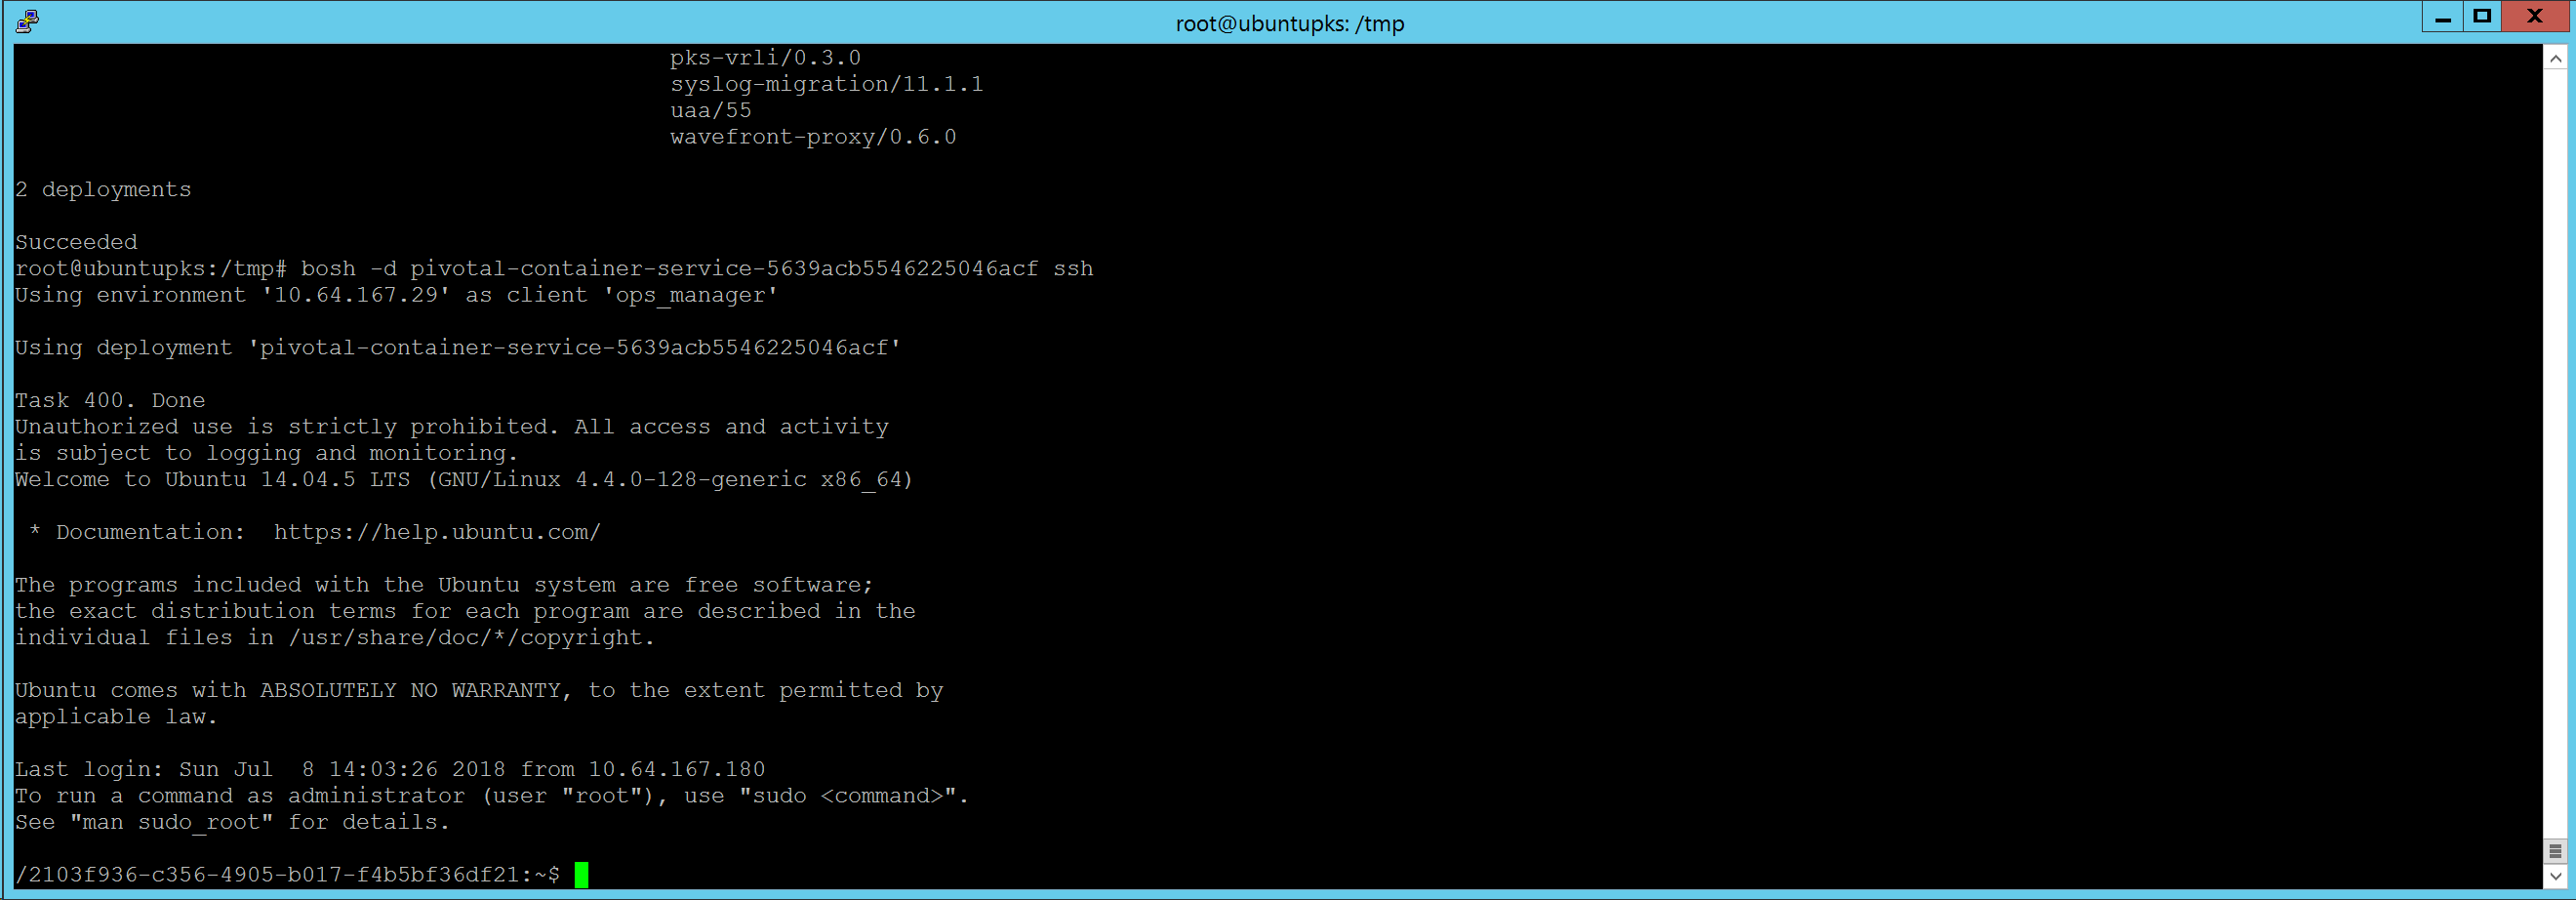 root@ubuntupks: /tmp
pks-vrli/0.3.0
syslog-migration/11.1.1
uaa/55
wavefront-proxy/0.6.0
2 deployments
Succeeded
root@ubuntupks:/tmp# bosh -d pivotal-container-service-5639acb5546225046acf ssh
Using environment '10.64.167.29' as client 'ops_manager'
Using deployment 'pivotal-container-service-5639acb5546225046acf'
Task 400. Done
Unauthorized use is strictly prohibited. All access and activity
is subject to logging and monitoring.
Welcome to Ubuntu 14.04.5 LTS (GNU/Linux 4.4.0-128-generic x86_64)
* Documentation:  https://help.ubuntu.com/
The programs included with the Ubuntu system are free software;
the exact distribution terms for each program are described in the
individual files in /usr/share/doc/*/copyright.
Ubuntu comes with ABSOLUTELY NO WARRANTY, to the extent permitted by
applicable law.
Last login: Sun Jul  8 14:03:26 2018 from 10.64.167.180
To run a command as administrator (user "root"), use "sudo <command>".
See "man sudo_root" for details.
/2103f936-c356-4905-b017-f4b5bf36df21:~$